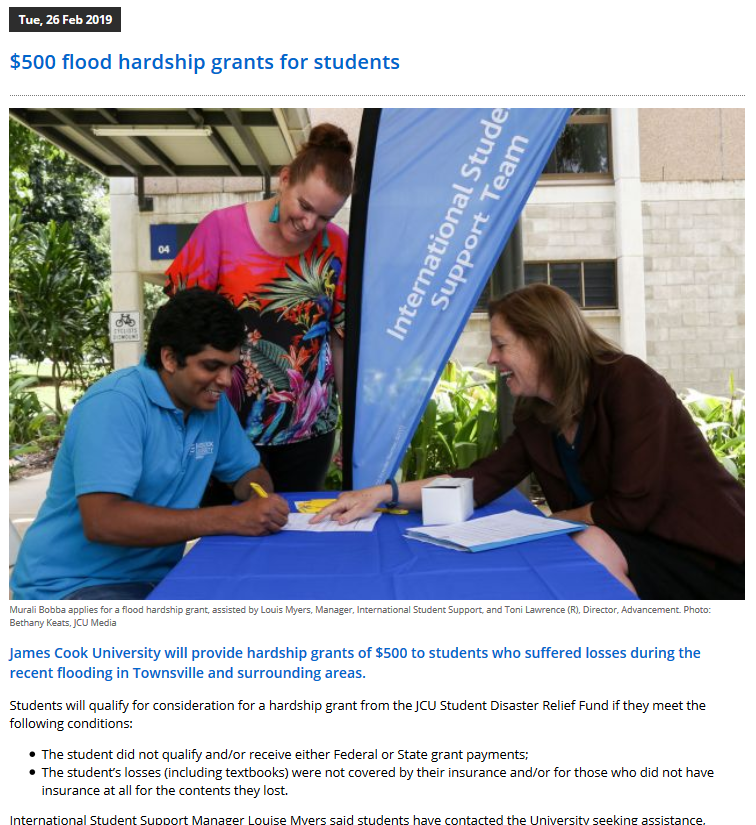 Tue, 26 Feb 2019
$500 flood hardship grants for students
International Stude
Support Team
04
CYCLISTS
DISMOUNT
Murali Bobba applies for a flood hardship grant, assisted by Louis Myers, Manager, International Student Support, and Toni Lawrence (R), Director, Advancement. Photo:
Bethany Keats, JCU Media
James Cook University will provide hardship grants of $500 to students who suffered losses during the
recent flooding in Townsville and surrounding areas.
Students will qualify for consideration for a hardship grant from the JCU Student Disaster Relief Fund if they meet the
following conditions:
• The student did not qualify and/or receive either Federal or State grant payments;
• The student's losses (including textbooks) were not covered by their insurance and/or for those who did not have
insurance at all for the contents they lost.
International Student Support Manager Louise Myers said students have contacted the University seeking assistance.